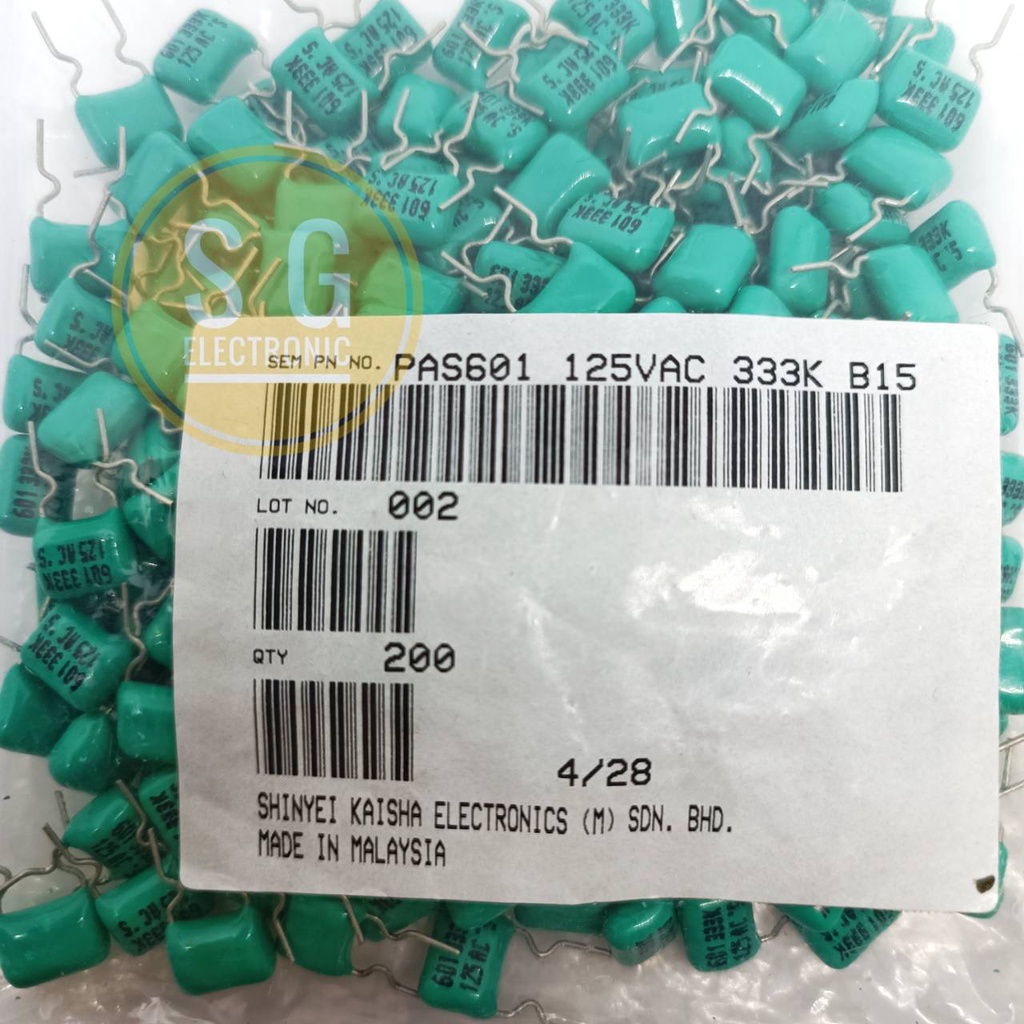 601 333K
125 AC S.
S G
ELECTRONIC
SEM PN NO. PAS601 125VAC 333K B15
LOT NO. 002
QTY 200
4/28
SHINYEI KAISHA ELECTRONICS (M) SDN. BHD.
MADE IN MALAYSIA